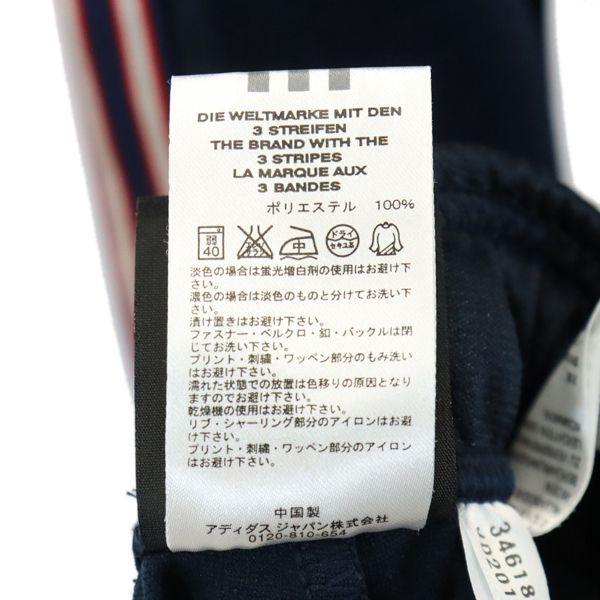 DIE WELTMARKE MIT DEN
3 STREIFEN
THE BRAND WITH THE
3 STRIPES
LA MARQUE AUX
3 BANDES
ポリエステル 100%
弱
40
中
ドライ
セキユ系
淡色の場合は蛍光増白剤の使用はお避け下
さい。
濃色の場合は淡色のものと分けてお洗い下
さい。
漬け置きはお避け下さい。
ファスナー・ベルクロ・釦・バックルは閉
じてお洗い下さい。
プリント・刺繍・ワッペン部分のもみ洗い
はお避け下さい。
濡れた状態での放置は色移りの原因となり
ますのでお避け下さい。
乾燥機の使用はお避け下さい。
リブ・シャーリング部分のアイロンはお避け
下さい。
プリント・刺繍・ワッペン部分のアイロン
はお避け下さい。
中国製
アディダス ジャパン株式会社
0120-810-654
34618